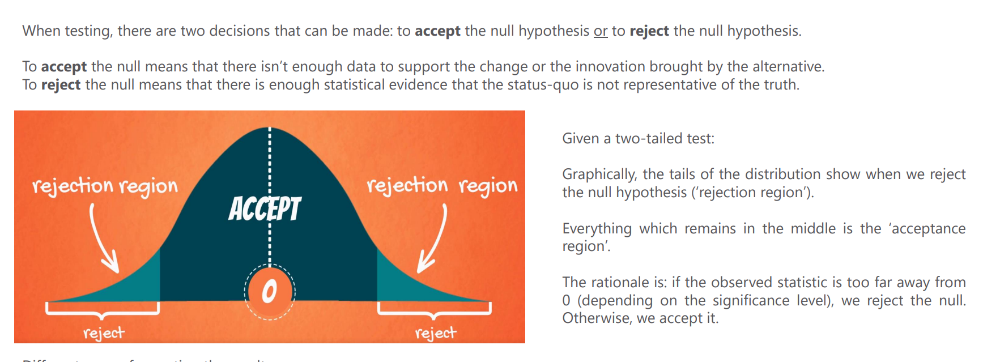 When testing, there are two decisions that can be made: to accept the null hypothesis or to reject the null hypothesis.
To accept the null means that there isn't enough data to support the change or the innovation brought by the alternative.
To reject the null means that there is enough statistical evidence that the status-quo is not representative of the truth.
rejection region
rejection region
ACCEPT
0
reject
reject
Given a two-tailed test:
Graphically, the tails of the distribution show when we reject
the null hypothesis ('rejection region').
Everything which remains in the middle is the 'acceptance
region'.
The rationale is: if the observed statistic is too far away from
0 (depending on the significance level), we reject the null.
Otherwise, we accept it.